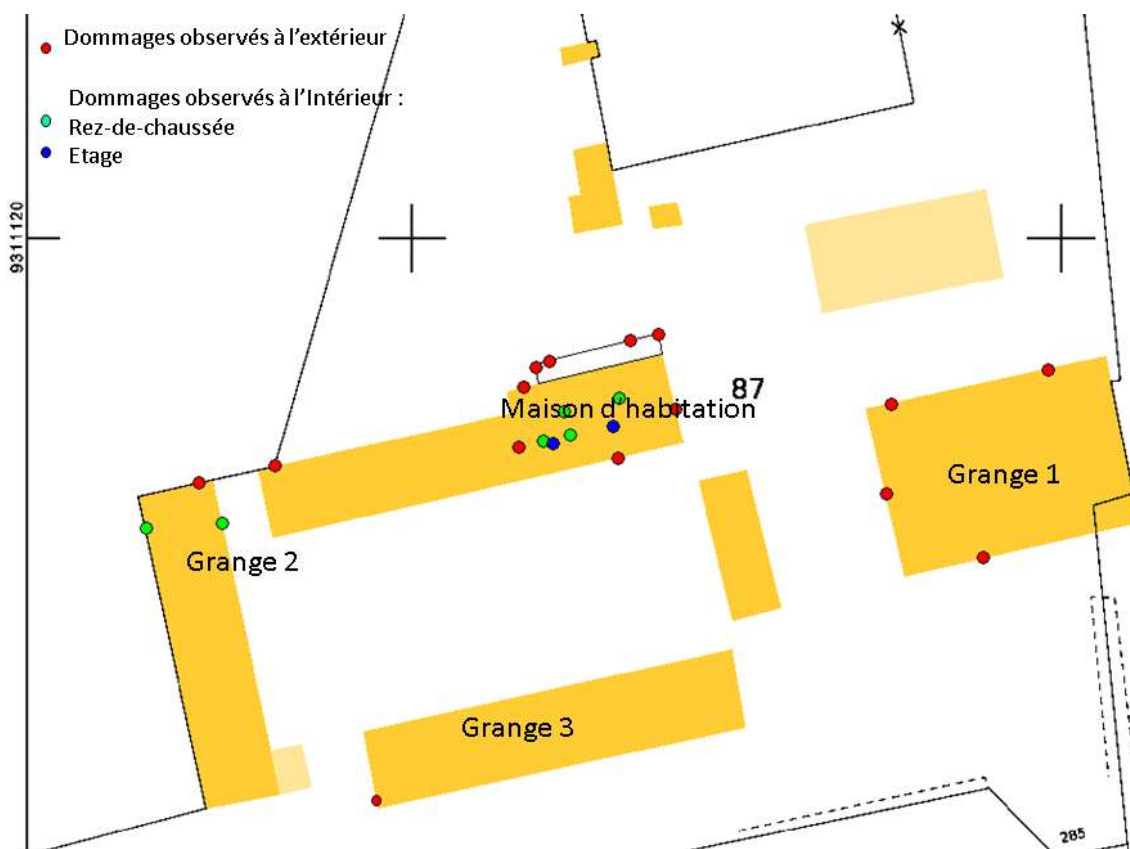 Dommages observés à l'extérieur
Dommages observés à l'Intérieur :
Rez-de-chaussée
Etage
9311120
87
Maison d'habitation
Grange 1
Grange 2
Grange 3
285